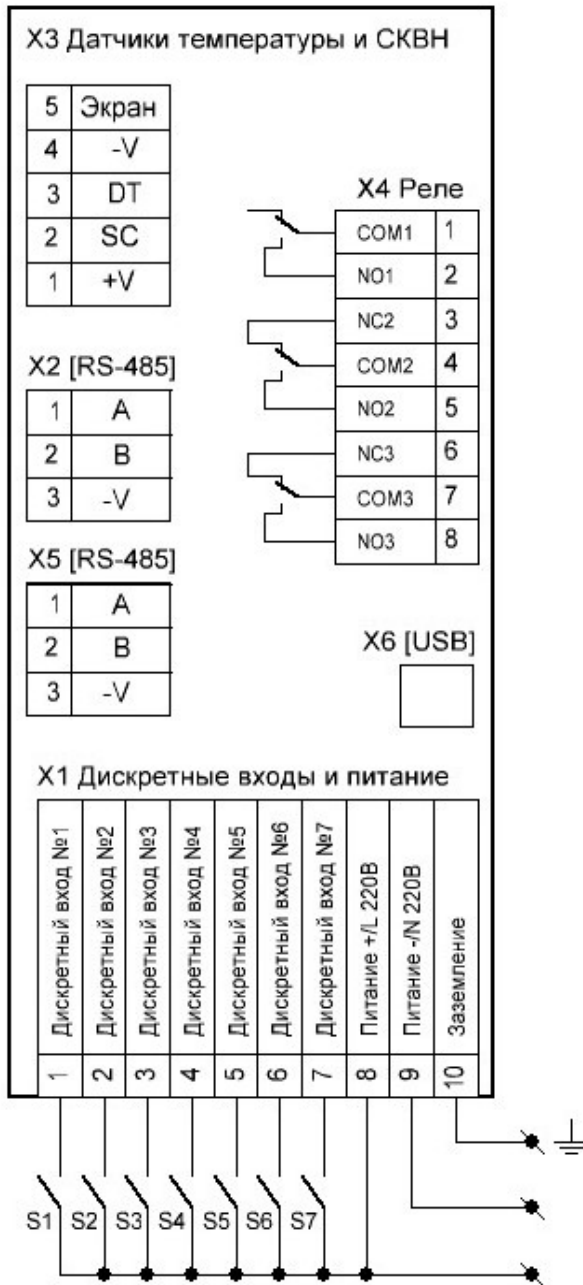 X3 Датчики температуры и СКВН
5 Экран
4 -V
3 DT
2 SC
1 +V
X4 Реле
COM1 1
NO1 2
NC2 3
COM2 4
NO2 5
NC3 6
COM3 7
NO3 8
X2 [RS-485]
1 A
2 B
3 -V
X5 [RS-485]
1 A
2 B
3 -V
X6 [USB]
X1 Дискретные входы и питание
Дискретный вход №1
Дискретный вход №2
Дискретный вход №3
Дискретный вход №4
Дискретный вход №5
Дискретный вход №6
Дискретный вход №7
Питание +/L 220В
Питание -/N 220В
Заземление
1 2 3 4 5 6 7 8 9 10
S1 S2 S3 S4 S5 S6 S7